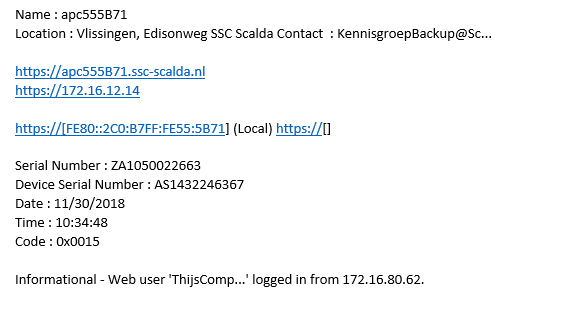 Name : apc555B71
Location : Vlissingen, Edisonweg SSC Scalda Contact  : KennisgroepBackup@Sc...
https://apc555B71.ssc-scalda.nl
https://172.16.12.14
https://[FE80::2C0:B7FF:FE55:5B71] (Local) https://[]
Serial Number : ZA1050022663
Device Serial Number : AS1432246367
Date : 11/30/2018
Time : 10:34:48
Code : 0x0015
Informational - Web user 'ThijsComp...' logged in from 172.16.80.62.